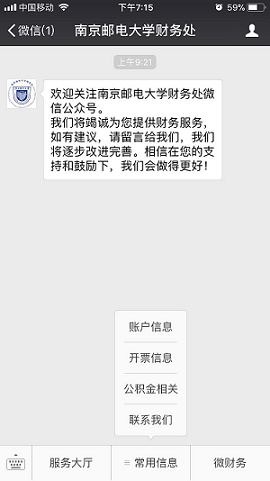 中国移动
下午7:15
59%
微信(1)
南京邮电大学财务处
上午9:21
欢迎关注南京邮电大学财务处微
信公众号。
我们将竭诚为您提供财务服务，
如有建议，请留言给我们，我们
将逐步改进完善。相信在您的支
持和鼓励下，我们会做得更好！
账户信息
开票信息
公积金相关
联系我们
服务大厅
常用信息
微财务